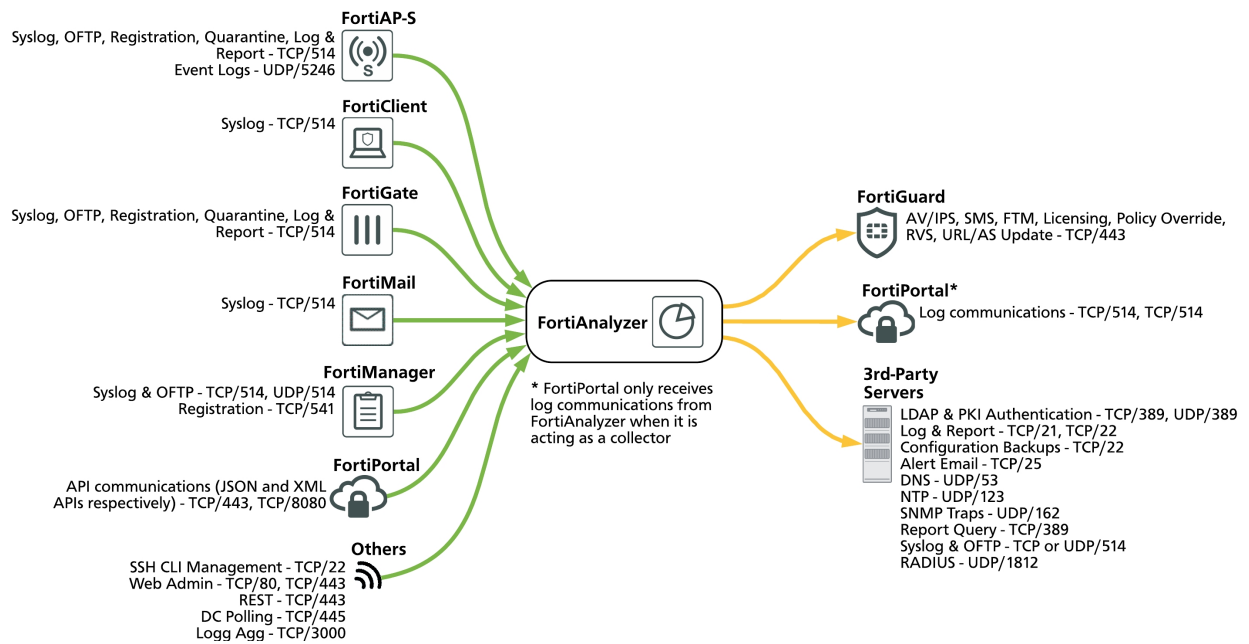 FortiAP-S
Syslog, OFTP, Registration, Quarantine, Log &
Report - TCP/514
Event Logs - UDP/5246
S
FortiClient
Syslog - TCP/514
FortiGate
Syslog, OFTP, Registration, Quarantine, Log &
Report - TCP/514
FortiMail
Syslog - TCP/514
FortiManager
Syslog & OFTP - TCP/514, UDP/514
Registration - TCP/541
FortiPortal
API communications (JSON and XML
APIs respectively) - TCP/443, TCP/8080
Others
SSH CLI Management - TCP/22
Web Admin - TCP/80, TCP/443
REST - TCP/443
DC Polling - TCP/445
Logg Agg - TCP/3000
FortiAnalyzer
* FortiPortal only receives
log communications from
FortiAnalyzer when it is
acting as a collector
FortiGuard
AV/IPS, SMS, FTM, Licensing, Policy Override,
RVS, URL/AS Update - TCP/443
FortiPortal*
Log communications - TCP/514, TCP/514
3rd-Party
Servers
LDAP & PKI Authentication - TCP/389, UDP/389
Log & Report - TCP/21, TCP/22
Configuration Backups - TCP/22
Alert Email - TCP/25
DNS - UDP/53
NTP - UDP/123
SNMP Traps - UDP/162
Report Query - TCP/389
Syslog & OFTP - TCP or UDP/514
RADIUS - UDP/1812